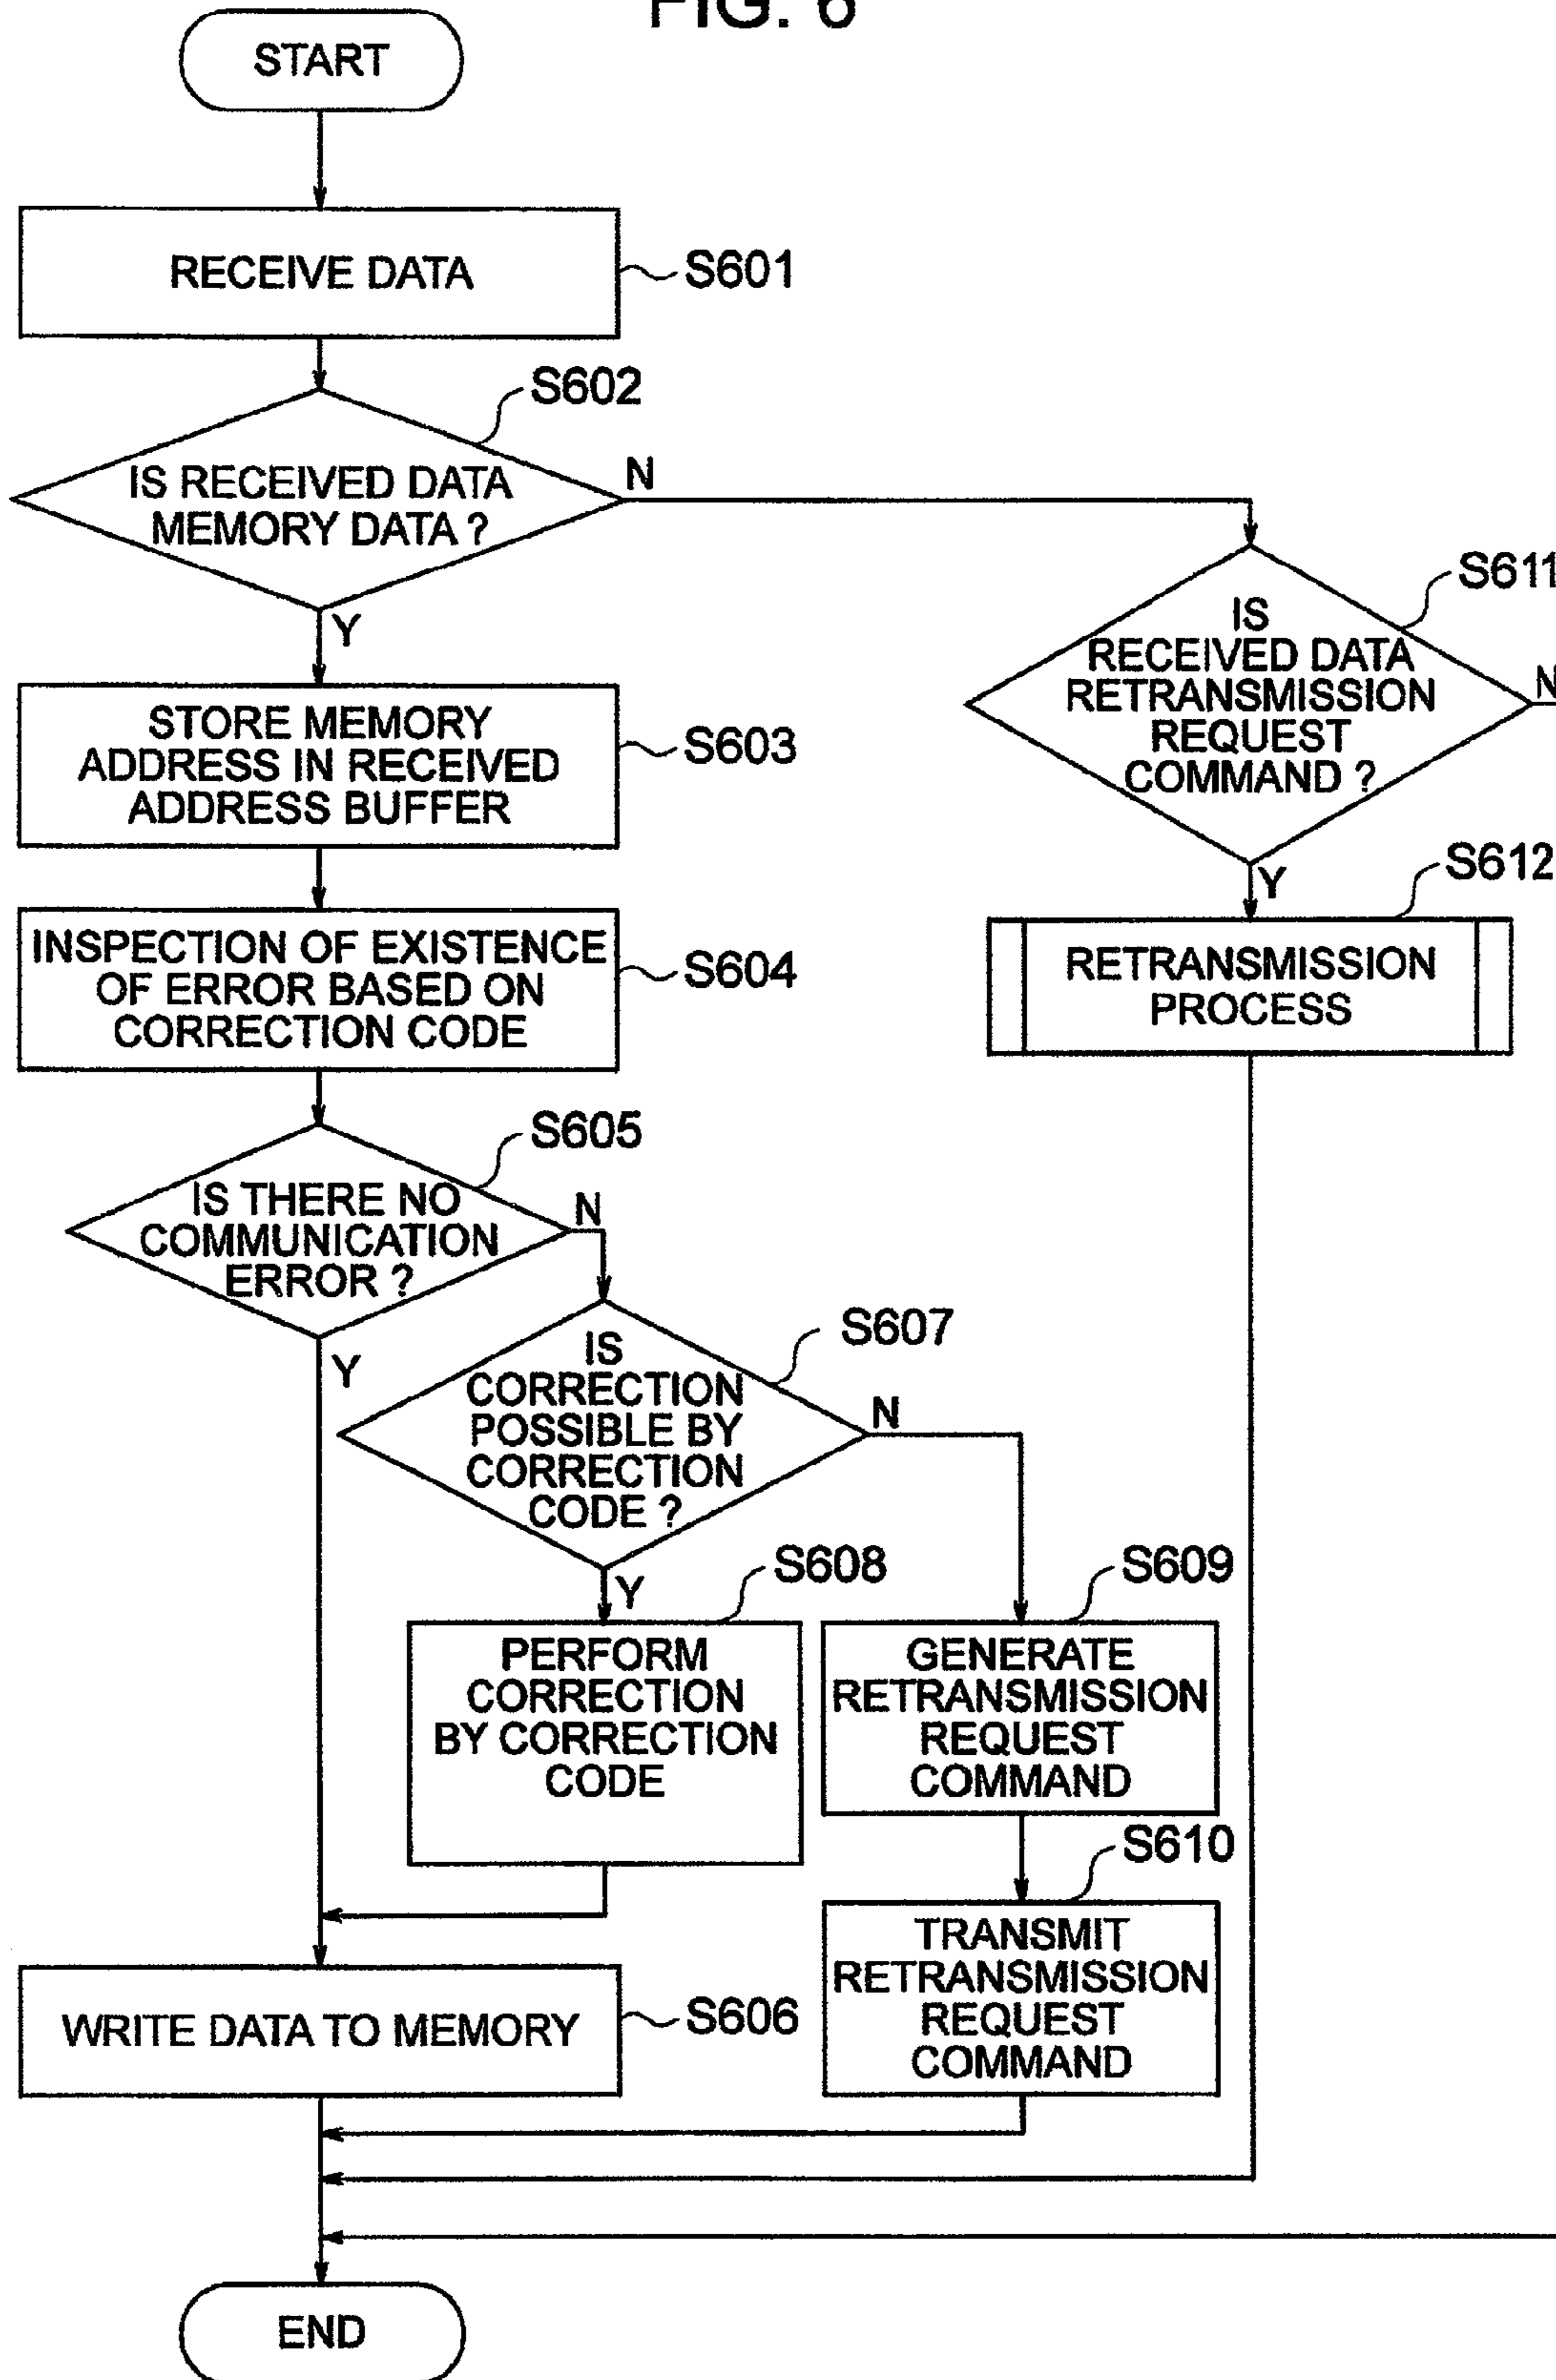 FIG. 6
START
RECEIVE DATA
S601
S602
IS RECEIVED DATA
MEMORY DATA ?
N
Y
S611
IS
RECEIVED DATA
RETRANSMISSION
REQUEST
COMMAND ?
N
Y
STORE MEMORY
ADDRESS IN RECEIVED
ADDRESS BUFFER
S603
S612
RETRANSMISSION
PROCESS
INSPECTION OF EXISTENCE
OF ERROR BASED ON
CORRECTION CODE
S604
S605
IS THERE NO
COMMUNICATION
ERROR ?
N
Y
S607
IS
CORRECTION
POSSIBLE BY
CORRECTION
CODE ?
N
Y
S608
PERFORM
CORRECTION
BY CORRECTION
CODE
S609
GENERATE
RETRANSMISSION
REQUEST
COMMAND
S610
TRANSMIT
RETRANSMISSION
REQUEST
COMMAND
WRITE DATA TO MEMORY
S606
END